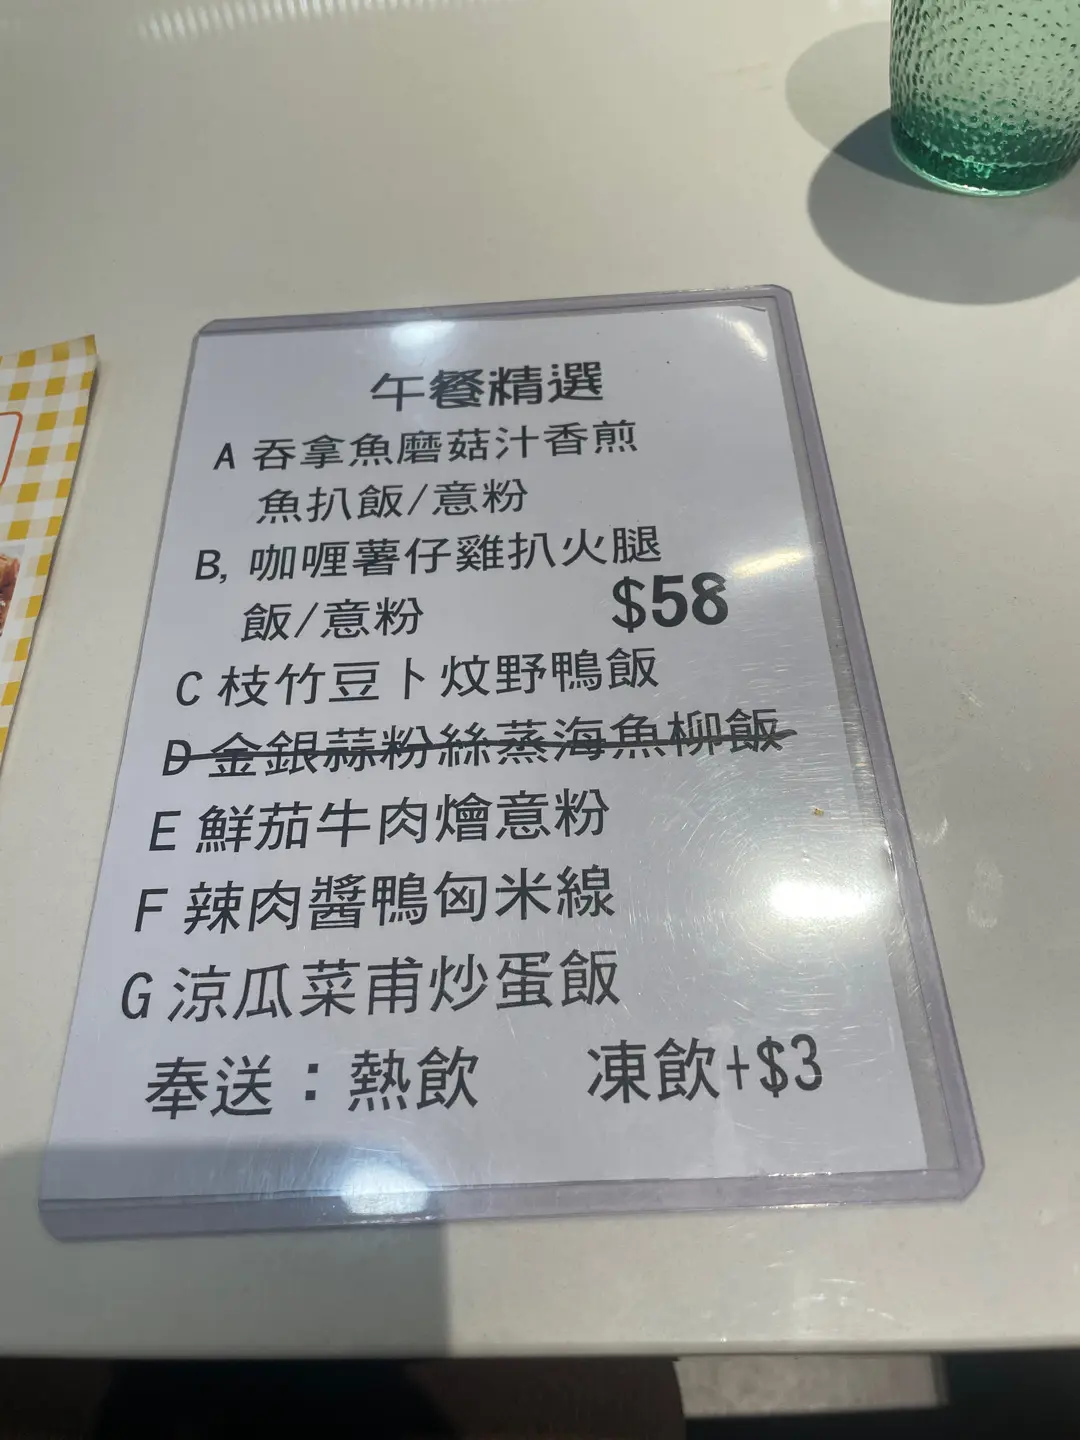 午餐精選
A 吞拿魚磨菇汁香煎
魚扒飯/意粉
B, 咖喱薯仔雞扒火腿
飯/意粉 $58
C 枝竹豆卜炆野鴨飯
D 金銀蒜粉絲蒸海魚柳飯
E 鮮茄牛肉燴意粉
F 辣肉醬鴨匈米線
G 涼瓜菜甫炒蛋飯
奉送：熱飲 凍飲+$3